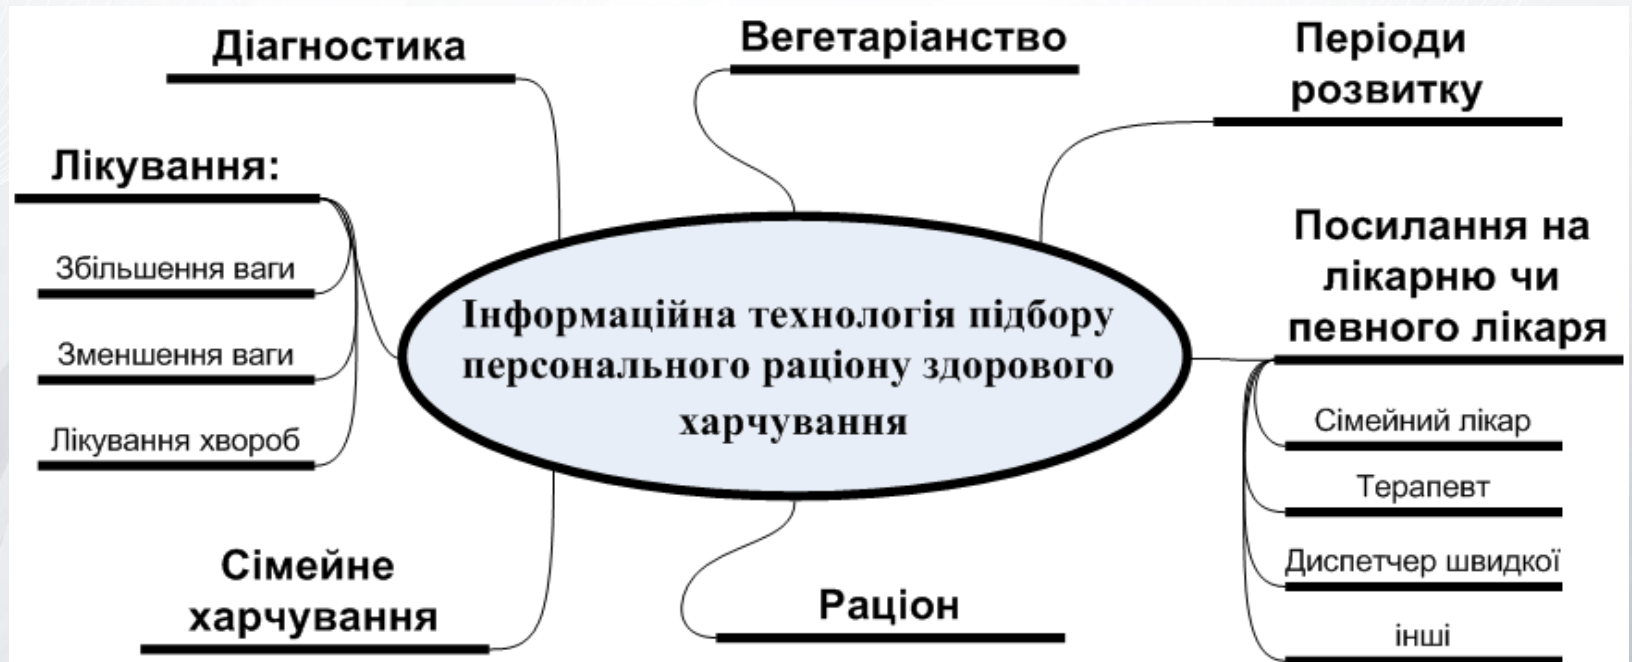 Діагностика
Вегетаріанство
Періоди
розвитку
Лікування:
Збільшення ваги
Зменшення ваги
Лікування хвороб
Інформаційна технологія підбору
персонального раціону здорового
харчування
Посилання на
лікарню чи
певного лікаря
Сімейний лікар
Терапевт
Диспетчер швидкої
інші
Сімейне
харчування
Раціон